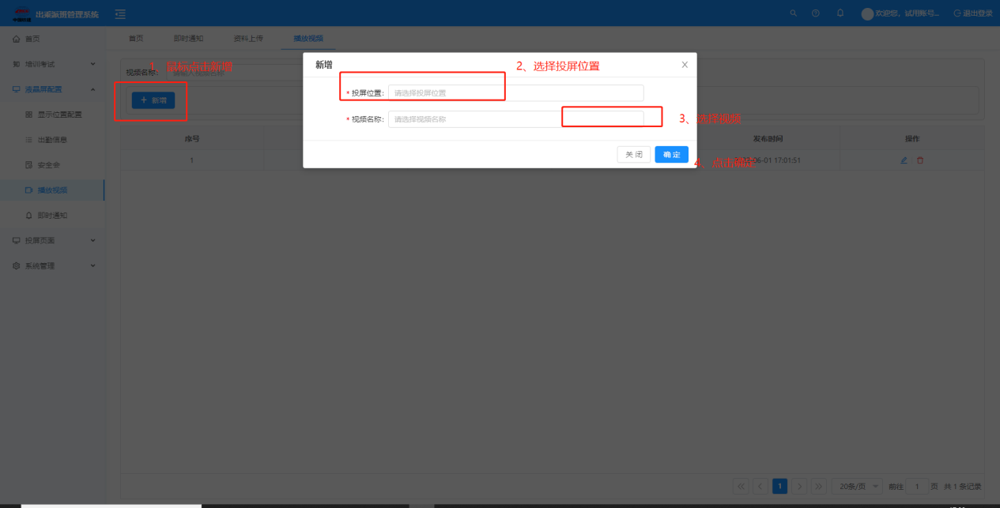 出乘派班管理系统
欢迎您，试用账号...
退出登录
首页
培训考试
液晶屏配置
显示位置配置
出勤信息
安全会
播放视频
即时通知
投屏页面
系统管理
首页 即时通知 资料上传 播放视频
视频名称： 请输入视频名称
1、鼠标点击新增
+ 新增
新增
2、选择投屏位置
* 投屏位置： 请选择投屏位置
* 视频名称： 请选择视频名称
3、选择视频
关 闭 确 定
4、点击确定
序号 发布时间 操作
1 -06-01 17:01:51
1 20条/页 前往 1 页 共 1 条记录